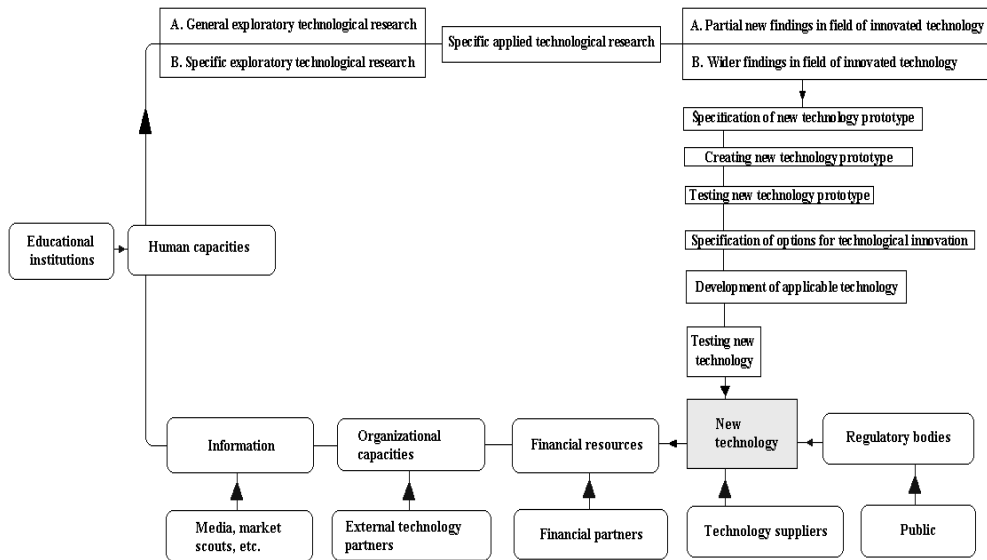 A. General exploratory technological research
B. Specific exploratory technological research
Specific applied technological research
A. Partial new findings in field of innovated technology
B. Wider findings in field of innovated technology
Specification of new technology prototype
Creating new technology prototype
Testing new technology prototype
Specification of options for technological innovation
Development of applicable technology
Testing new
technology
Educational
institutions
Human capacities
Information
Organizational
capacities
Financial resources
New
technology
Regulatory bodies
Media, market
scouts, etc.
External technology
partners
Financial partners
Technology suppliers
Public